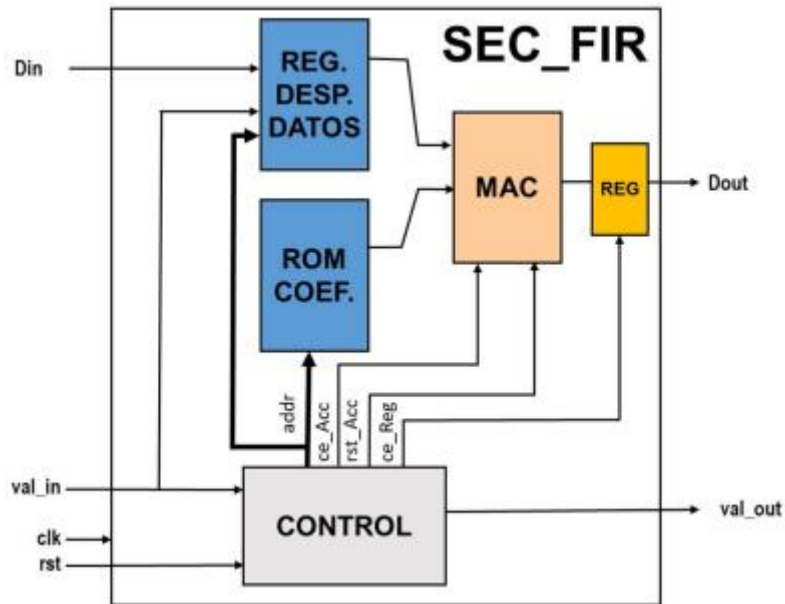 SEC_FIR
Din
REG.
DESP.
DATOS
MAC
REG
Dout
ROM
COEF.
addr
ce_Acc
rst_Acc
ce_Reg
val_in
clk
rst
CONTROL
val_out